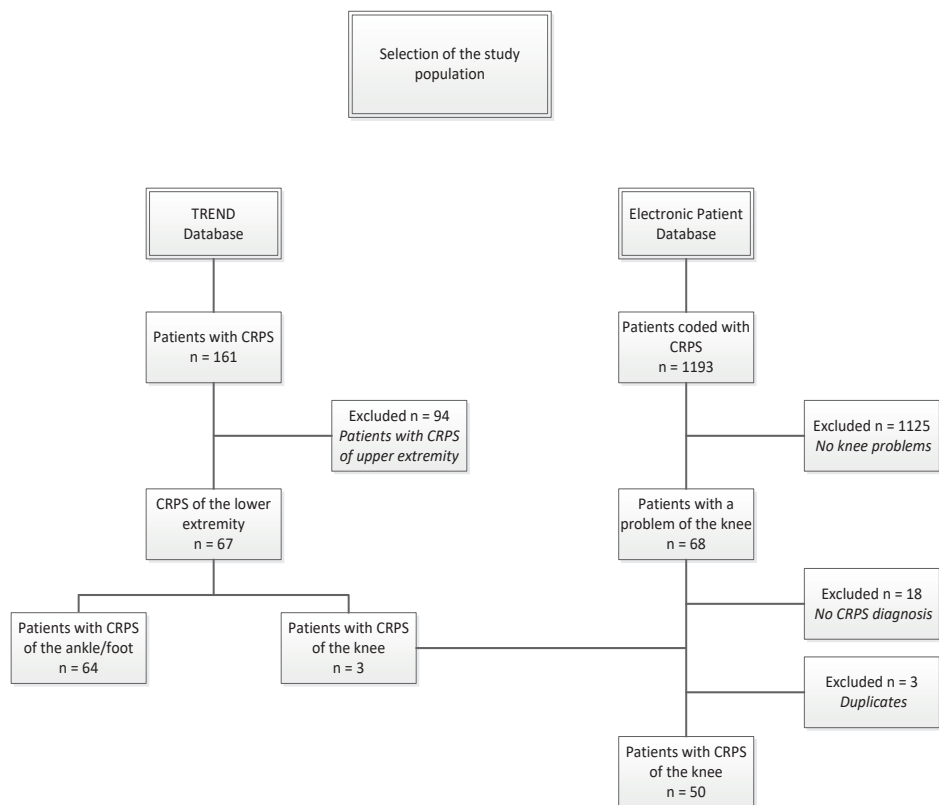 Selection of the study
population
TREND
Database
Electronic Patient
Database
Patients with CRPS
n = 161
Patients coded with
CRPS
n = 1193
Excluded n = 94
Patients with CRPS
of upper extremity
Excluded n = 1125
No knee problems
CRPS of the lower
extremity
n = 67
Patients with a
problem of the knee
n = 68
Excluded n = 18
No CRPS diagnosis
Patients with CRPS
of the ankle/foot
n = 64
Patients with CRPS
of the knee
n = 3
Excluded n = 3
Duplicates
Patients with CRPS
of the knee
n = 50